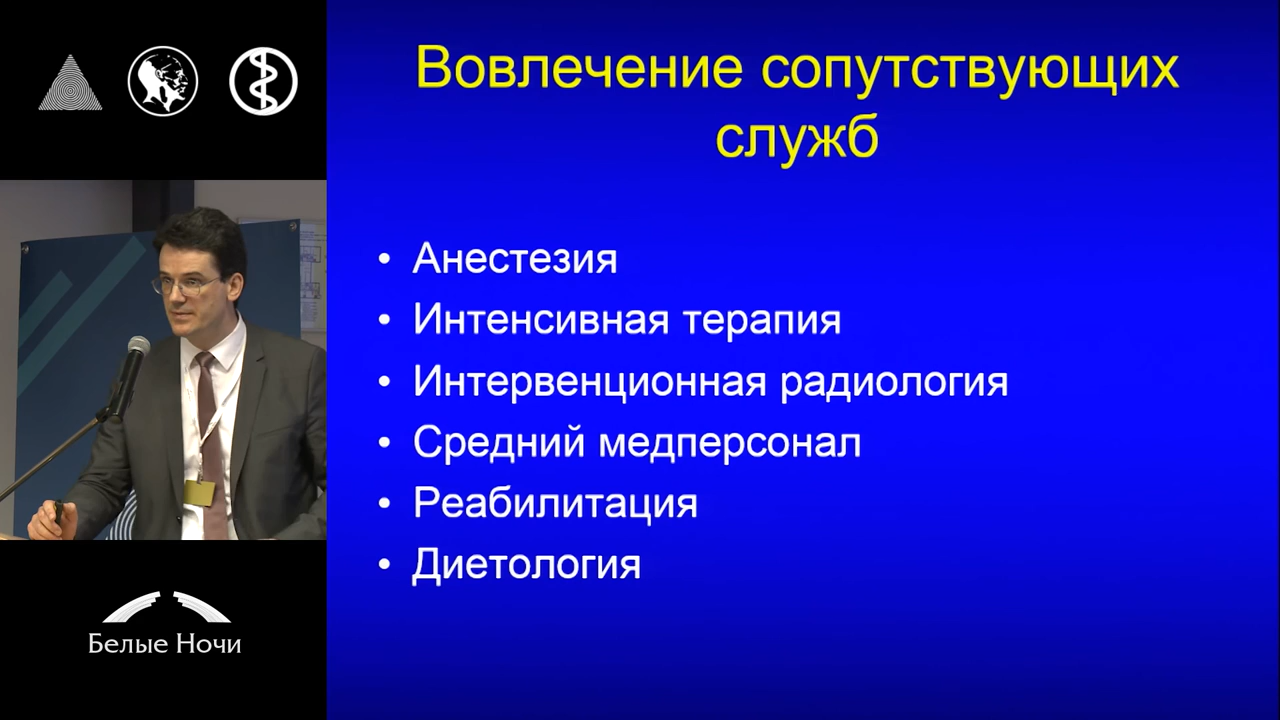 Вовлечение сопутствующих
служб
• Анестезия
• Интенсивная терапия
• Интервенционная радиология
• Средний медперсонал
• Реабилитация
• Диетология
Белые Ночи